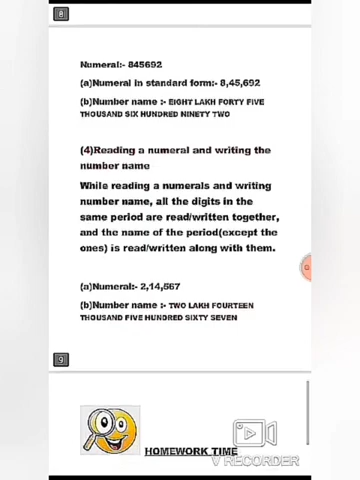 8
Numeral:- 845692
(a)Numeral in standard form:- 8,45,692
(b)Number name :- EIGHT LAKH FORTY FIVE
THOUSAND SIX HUNDRED NINETY TWO
(4)Reading a numeral and writing the
number name
While reading a numerals and writing
number name, all the digits in the
same period are read/written together,
and the name of the period(except the
ones) is read/written along with them.
(a)Numeral:- 2,14,567
(b)Number name :- TWO LAKH FOURTEEN
THOUSAND FIVE HUNDRED SIXTY SEVEN
9
HOMEWORK TIME
V RECORDER